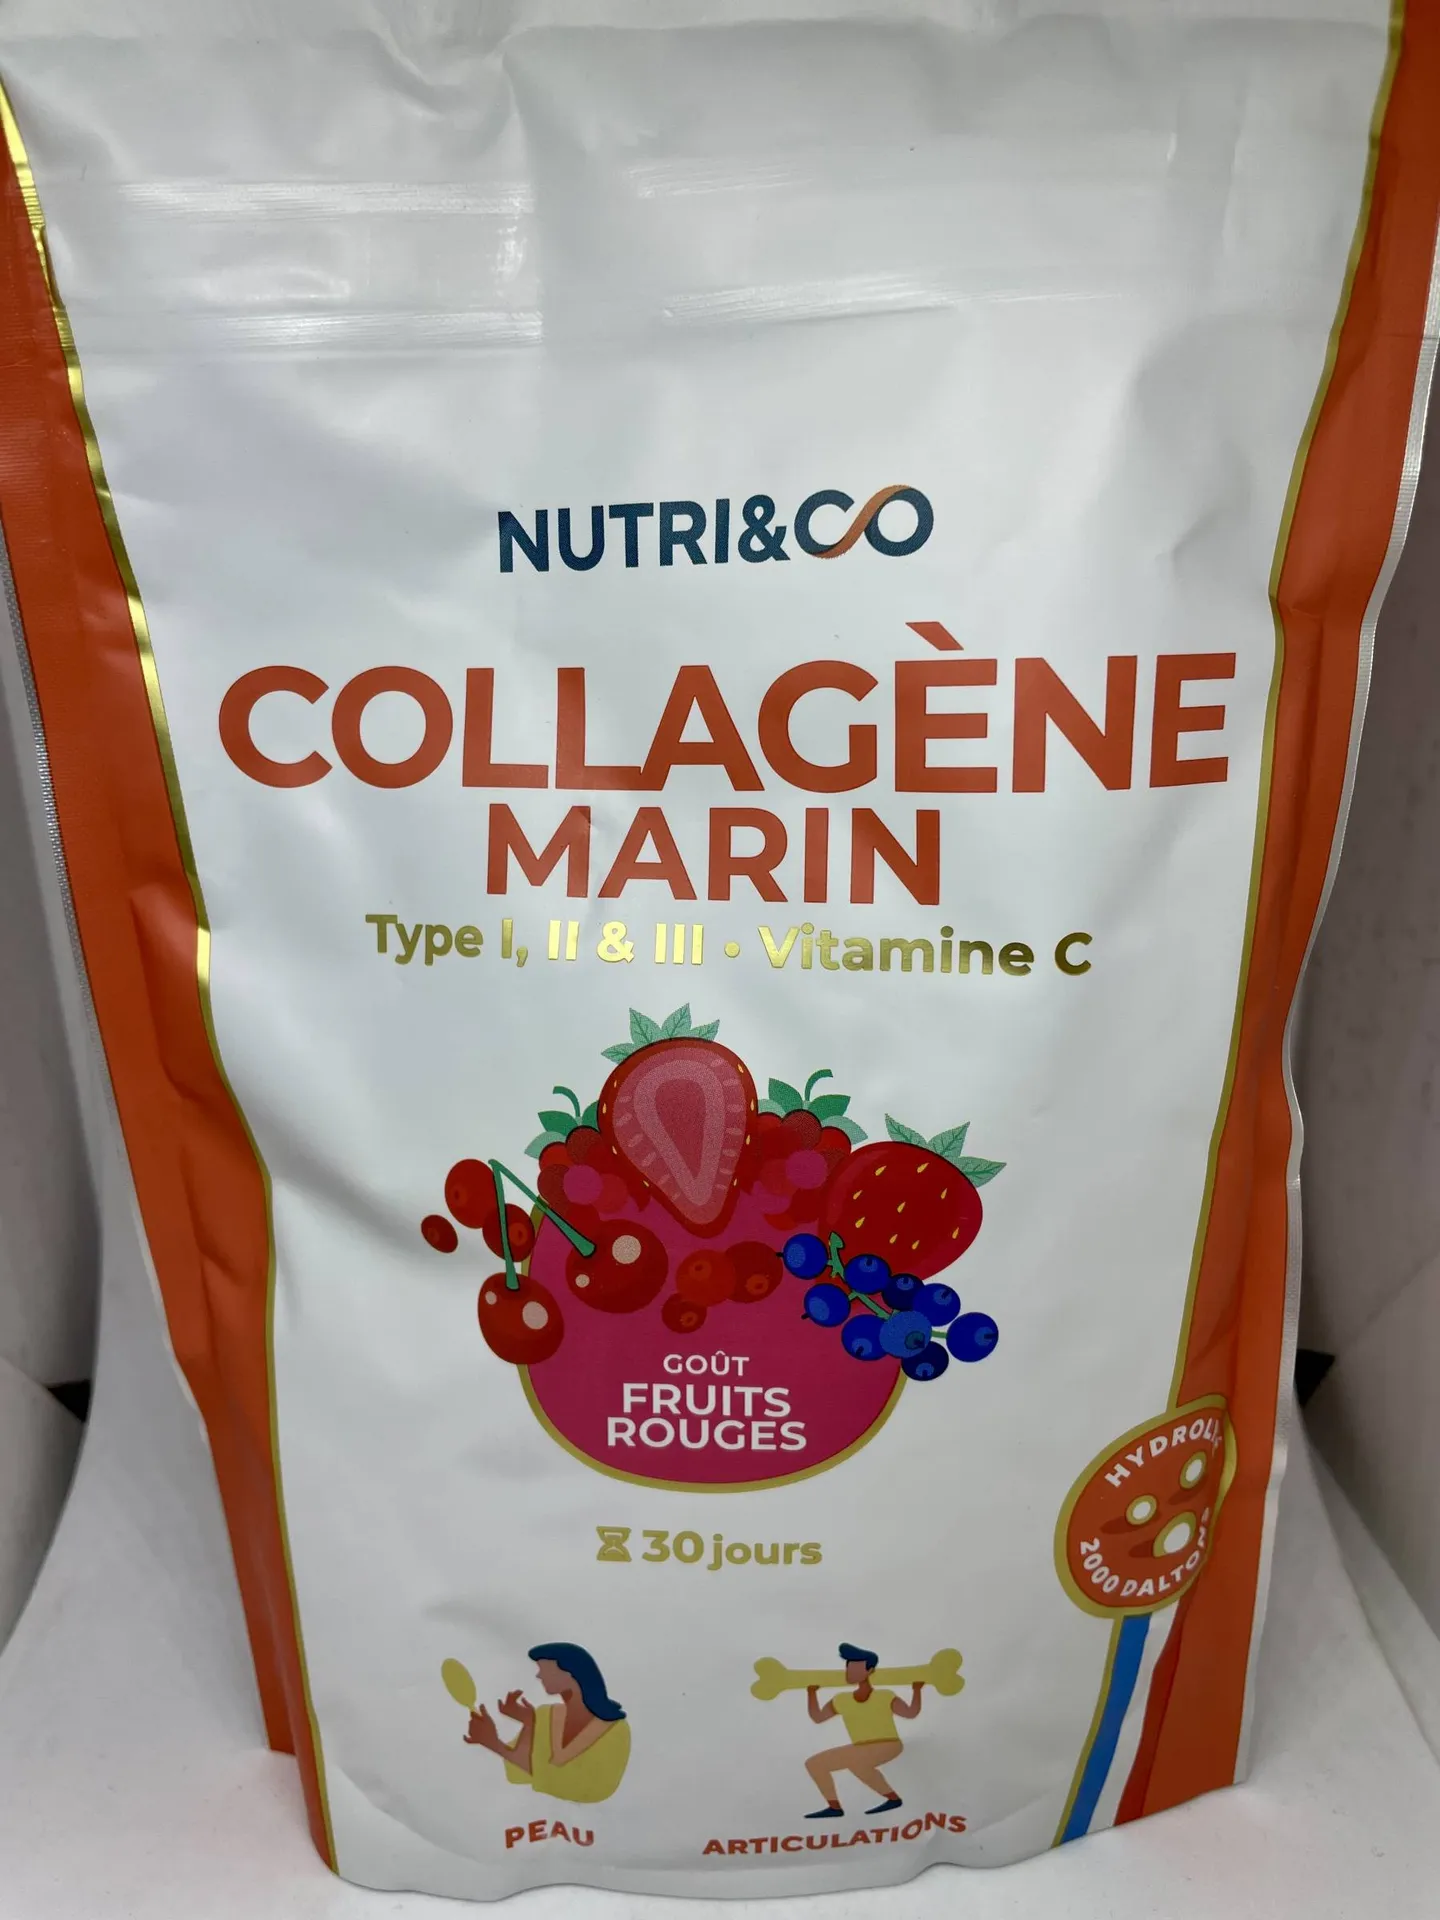 NUTRI&CO
COLLAGÈNE
MARIN
Type I, II & III • Vitamine C
GOÛT
FRUITS
ROUGES
30 jours
2000 DALTONS
PEAU
ARTICULATIONS